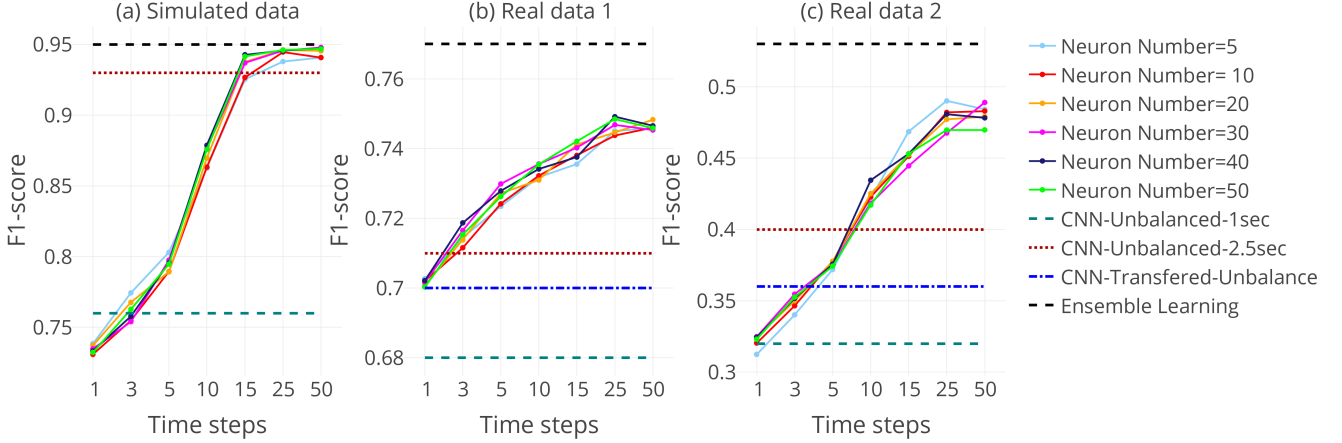 (a) Simulated data
(b) Real data 1
(c) Real data 2
0.95
0.9
0.85
0.8
0.75
F1-score
1 3 5 10 15 25 50
Time steps
0.76
0.74
0.72
0.7
0.68
F1-score
1 3 5 10 15 25 50
Time steps
0.5
0.45
0.4
0.35
0.3
F1-score
1 3 5 10 15 25 50
Time steps
Neuron Number=5
Neuron Number= 10
Neuron Number=20
Neuron Number=30
Neuron Number=40
Neuron Number=50
CNN-Unbalanced-1sec
CNN-Unbalanced-2.5sec
CNN-Transfered-Unbalance
Ensemble Learning